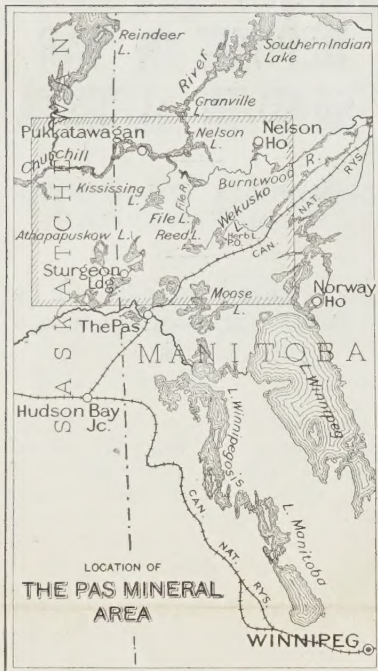 Reindeer
L.
Southern Indian
Lake
River
Granville
L.
Pukkatawagan
Nelson
L.
Nelson
Ho
Churchill
Kississing
L.
File R.
Burntwood R.
File L.
Wekusko
L.
Herb L.
P.O.
Reed L.
Athapapuskow L.
CAN. NAT. RYS.
Sturgeon
Ldg.
Moose
L.
Norway
Ho
The Pas
SASKATCHEWAN
MANITOBA
L. Winnipeg
Hudson Bay
Jc.
L. Winnipegosis
CAN. NAT. RYS.
L. Manitoba
LOCATION OF
THE PAS MINERAL
AREA
WINNIPEG